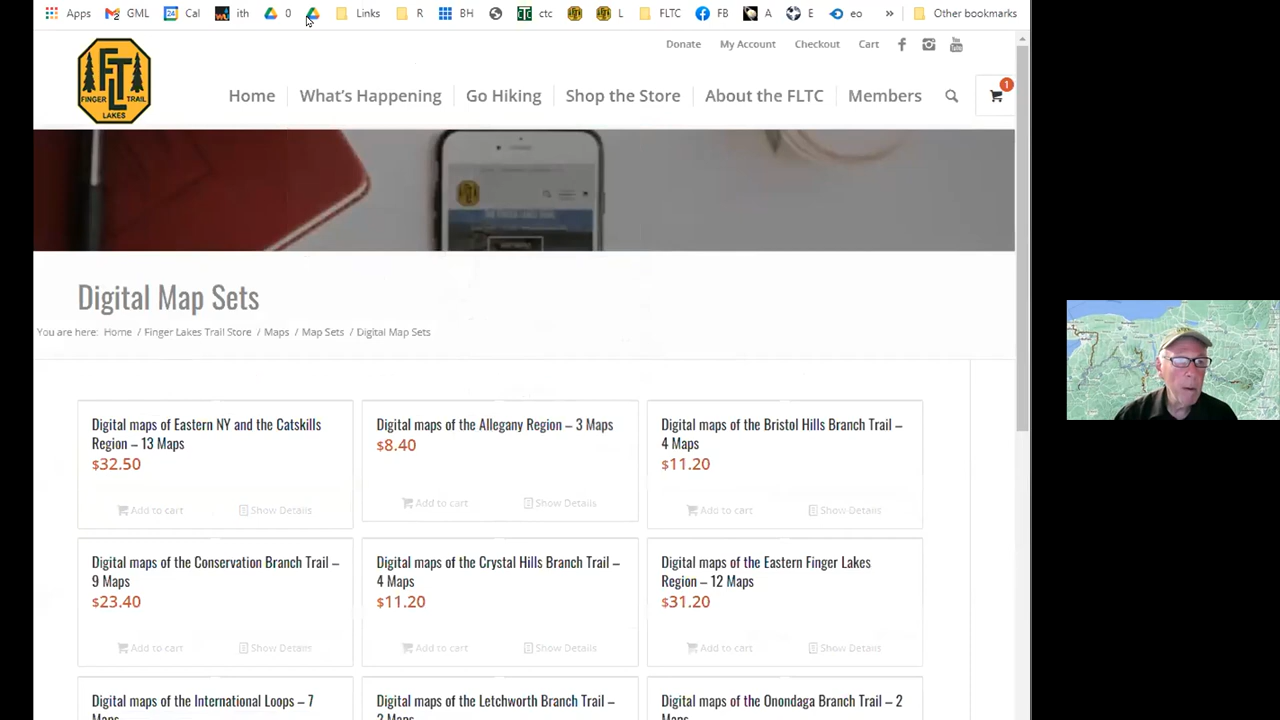 Apps GML Cal ith 0 Links R BH ctc L FLTC FB A E eo » Other bookmarks
Donate My Account Checkout Cart
FLT
FINGER TRAIL
LAKES
Home What's Happening Go Hiking Shop the Store About the FLTC Members 1
Digital Map Sets
You are here: Home / Finger Lakes Trail Store / Maps / Map Sets / Digital Map Sets
Digital maps of Eastern NY and the Catskills
Region – 13 Maps
$32.50
Add to cart Show Details
Digital maps of the Allegany Region – 3 Maps
$8.40
Add to cart Show Details
Digital maps of the Bristol Hills Branch Trail –
4 Maps
$11.20
Add to cart Show Details
Digital maps of the Conservation Branch Trail –
9 Maps
$23.40
Add to cart Show Details
Digital maps of the Crystal Hills Branch Trail –
4 Maps
$11.20
Add to cart Show Details
Digital maps of the Eastern Finger Lakes
Region – 12 Maps
$31.20
Add to cart Show Details
Digital maps of the International Loops – 7
Maps
Digital maps of the Letchworth Branch Trail –
2 Maps
Digital maps of the Onondaga Branch Trail – 2
Maps